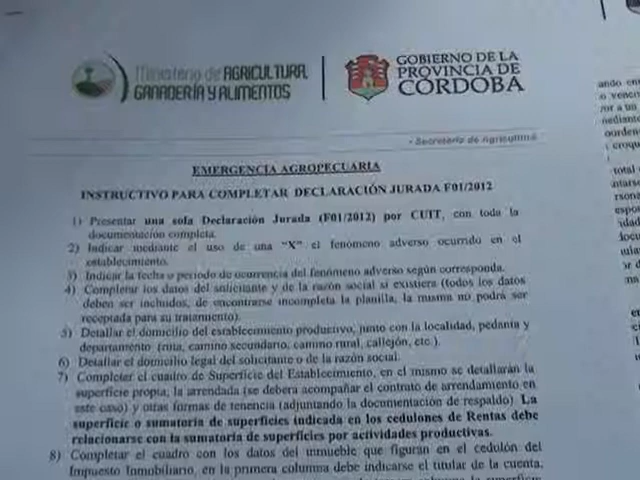 Ministerio de AGRICULTURA,
GANADERÍA Y ALIMENTOS
GOBIERNO DE LA
PROVINCIA DE
CÓRDOBA
- Secretaría de Agricultura
EMERGENCIA AGROPECUARIA
INSTRUCTIVO PARA COMPLETAR DECLARACIÓN JURADA F01/2012
1) Presentar una sola Declaración Jurada (F01/2012) por CUIT, con toda la
documentación completa.
2) Indicar mediante el uso de una "X" el fenómeno adverso ocurrido en el
establecimiento.
3) Indicar la fecha o período de ocurrencia del fenómeno adverso según corresponda.
4) Completar los datos del solicitante y de la razón social si existiera (todos los datos
deben ser incluidos, de encontrarse incompleta la planilla, la misma no podrá ser
receptada para su tratamiento).
5) Detallar el domicilio del establecimiento productivo, junto con la localidad, pedanía y
departamento (ruta, camino secundario, camino rural, callejón, etc.).
6) Detallar el domicilio legal del solicitante o de la razón social.
7) Completar el cuadro de Superficie del Establecimiento, en el mismo se detallarán la
superficie propia, la arrendada (se deberá acompañar el contrato de arrendamiento en
este caso) y otras formas de tenencia (adjuntando la documentación de respaldo). La
superficie o sumatoria de superficies indicada en los cedulones de Rentas debe
relacionarse con la sumatoria de superficies por actividades productivas.
8) Completar el cuadro con los datos del inmueble que figuran en el cedulón del
Impuesto Inmobiliario, en la primera columna debe indicarse el titular de la cuenta,